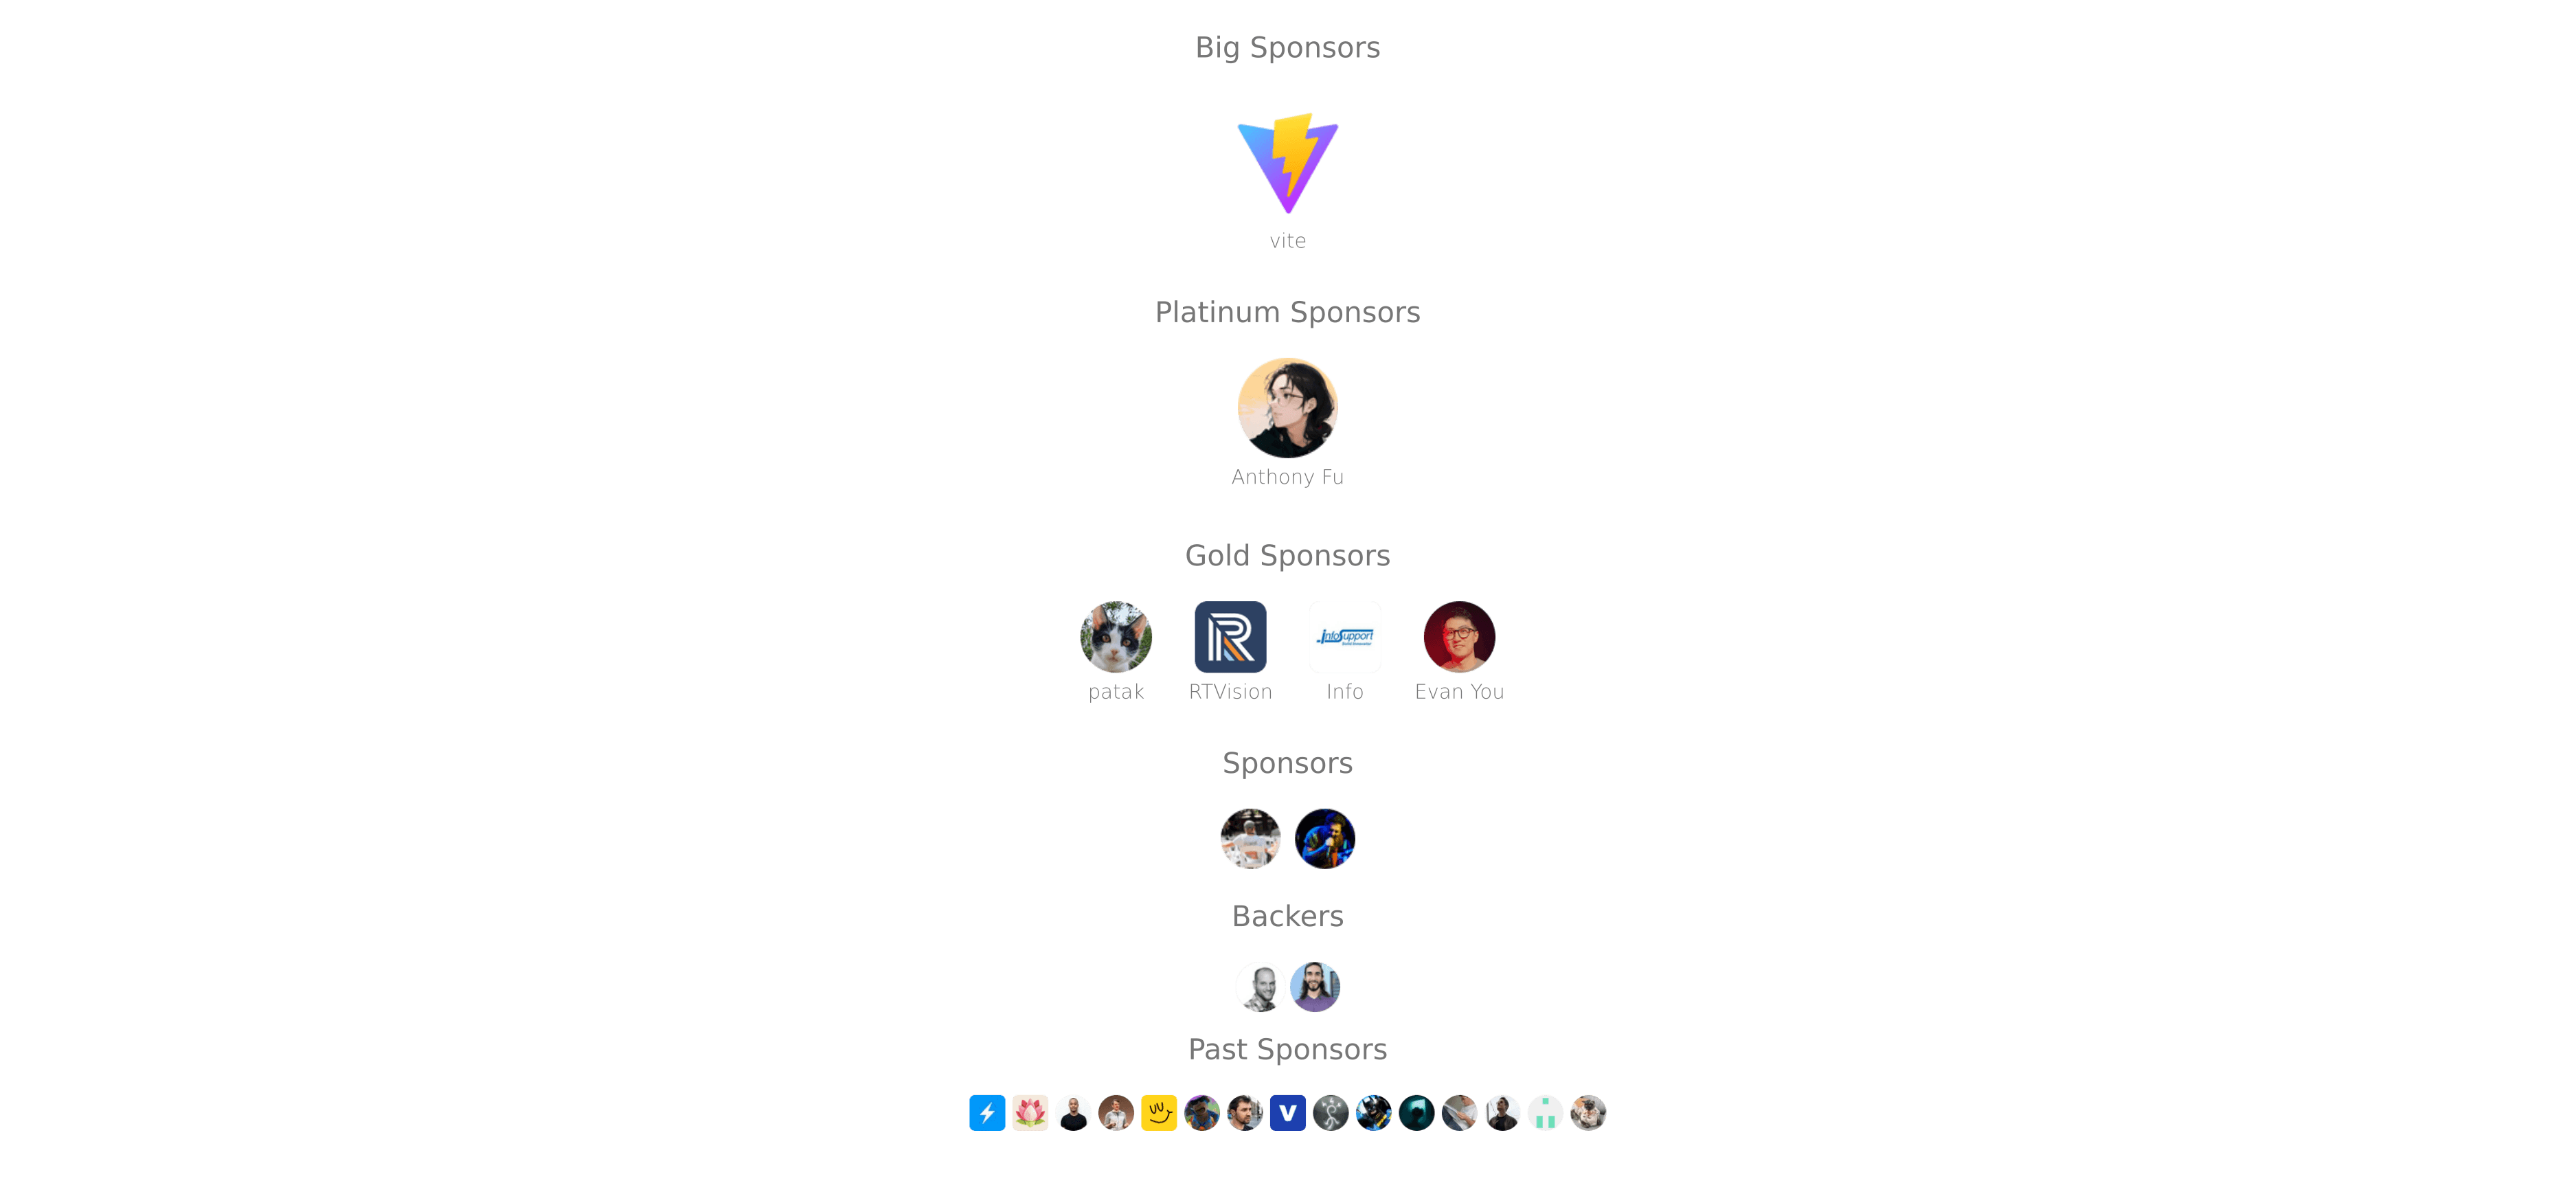 Big Sponsors
vite
Platinum Sponsors
Anthony Fu
Gold Sponsors
infoSupport
patak RTVision Info Evan You
Sponsors
Backers
Past Sponsors